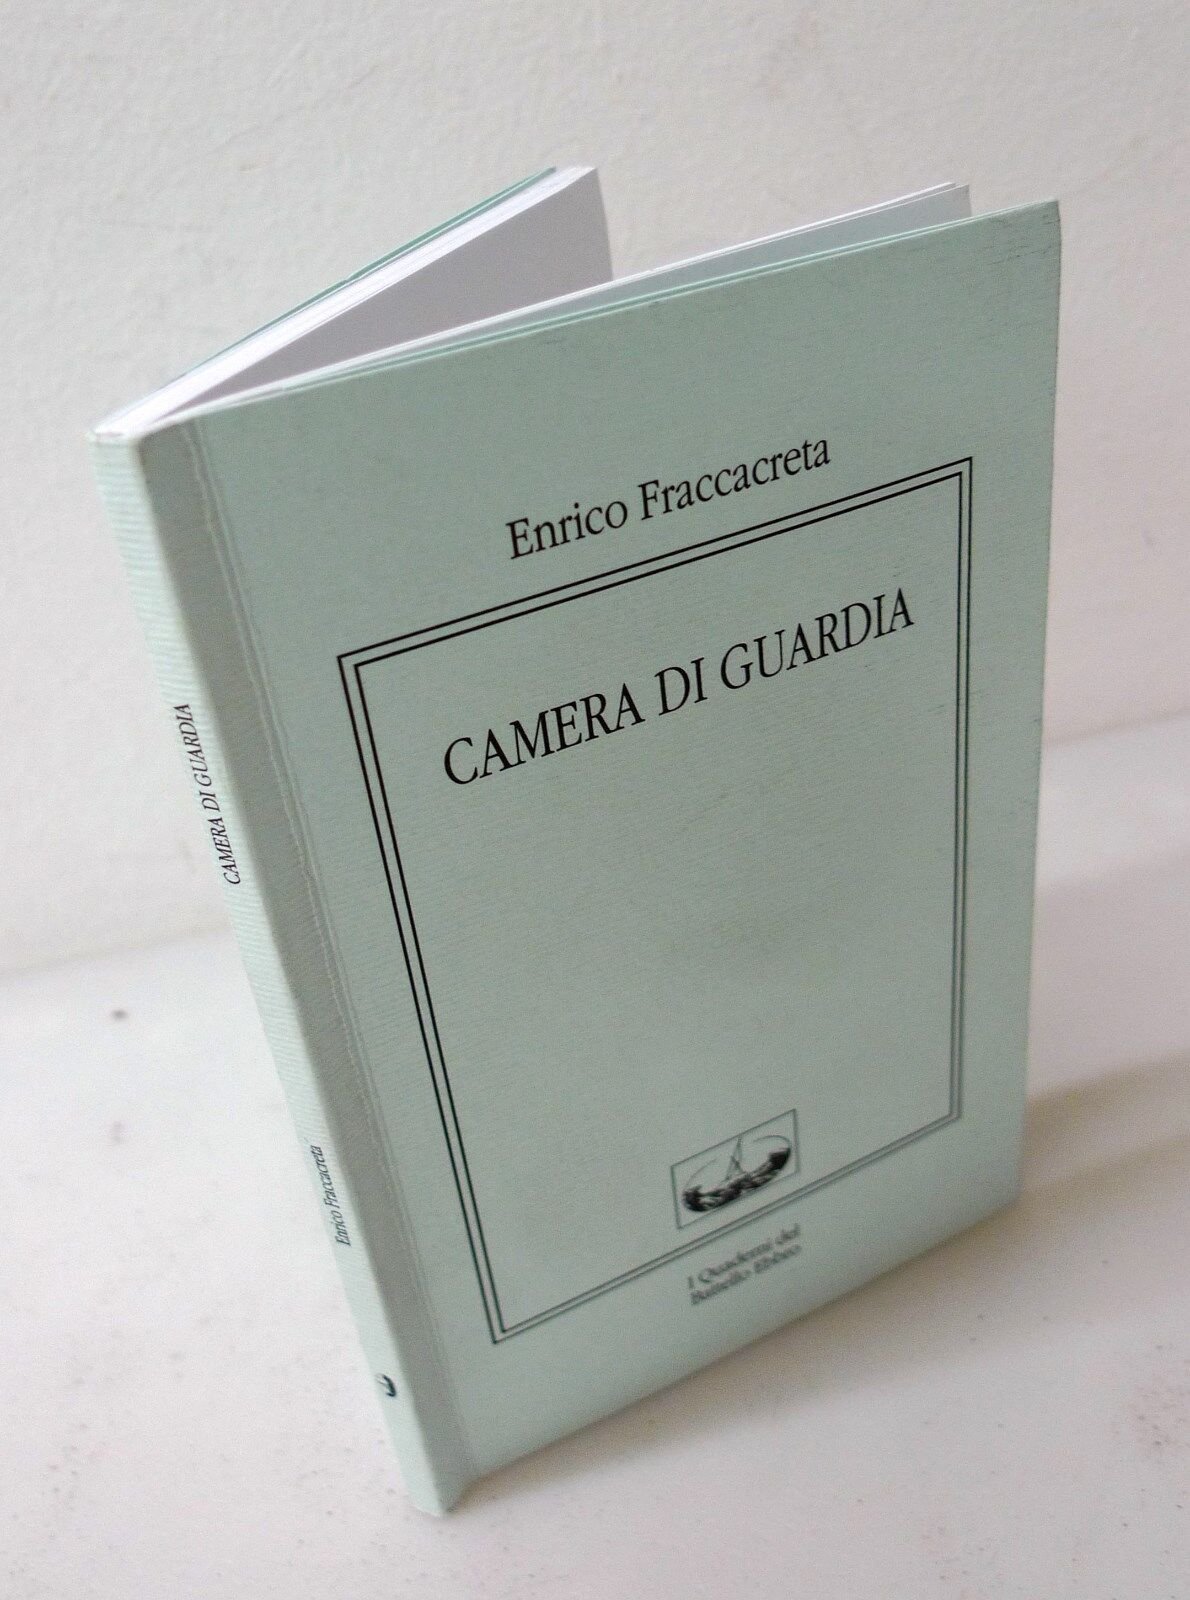 Enrico Fraccacreta
CAMERA DI GUARDIA
I Quaderni del
Battello Ebbro
CAMERA DI GUARDIA
Enrico Fraccacreta